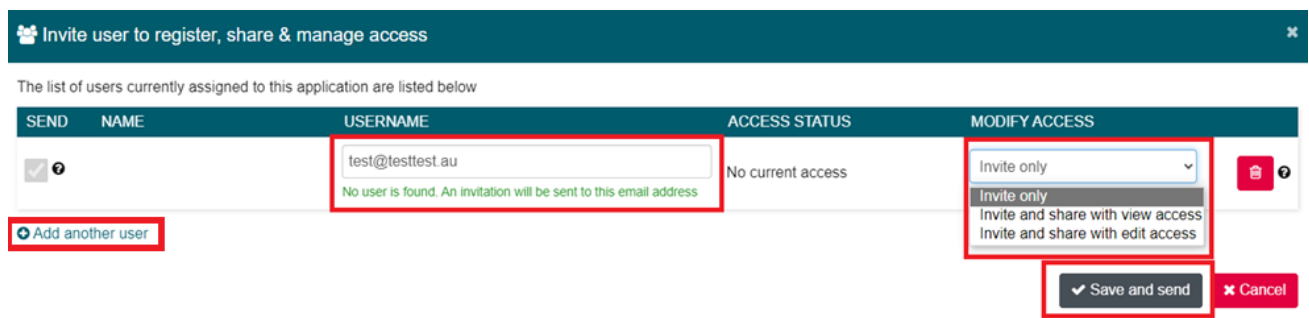 Invite user to register, share & manage access
The list of users currently assigned to this application are listed below
SEND NAME USERNAME ACCESS STATUS MODIFY ACCESS
test@testtest.au
No user is found. An invitation will be sent to this email address
No current access
Invite only
Invite only
Invite and share with view access
Invite and share with edit access
Add another user
Save and send
Cancel